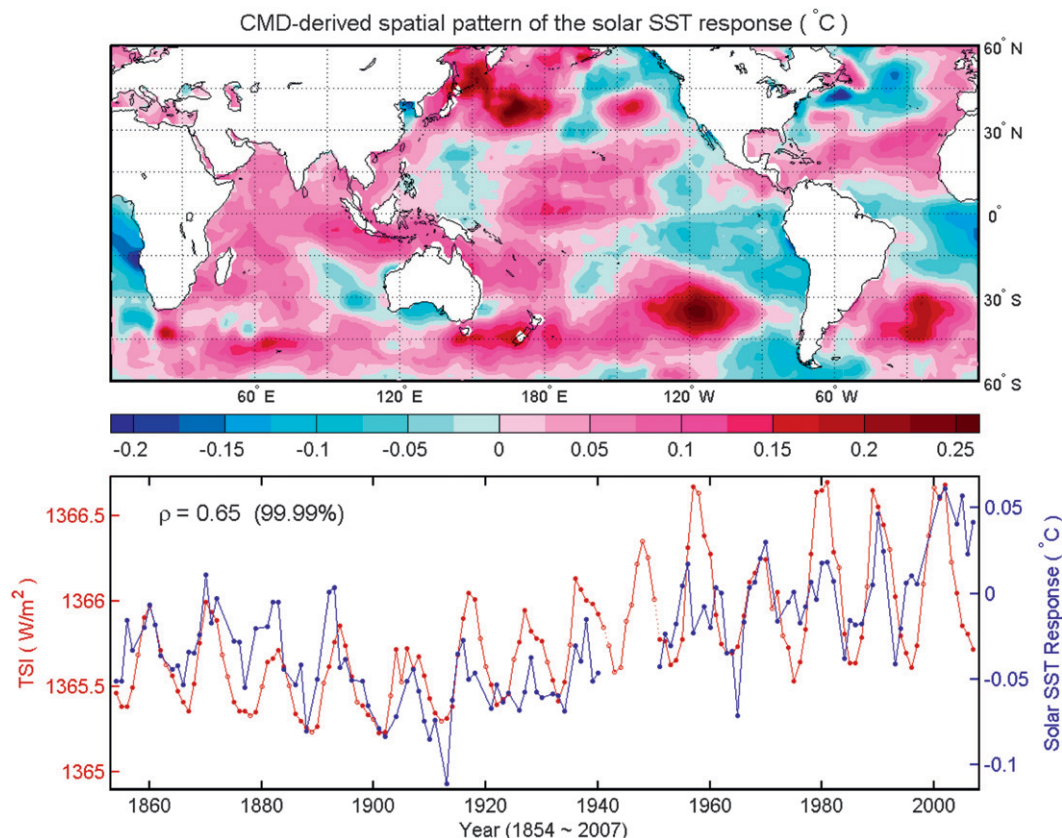 CMD-derived spatial pattern of the solar SST response ( °C )
60° N
30° N
0°
30° S
60° S
60° E 120° E 180° E 120° W 60° W
-0.2 -0.15 -0.1 -0.05 0 0.05 0.1 0.15 0.2 0.25
ρ = 0.65 (99.99%)
1366.5
1366
1365.5
1365
TSI ( W/m² )
0.05
0
-0.05
-0.1
Solar SST Response ( °C )
1860 1880 1900 1920 1940 1960 1980 2000
Year (1854 ~ 2007)